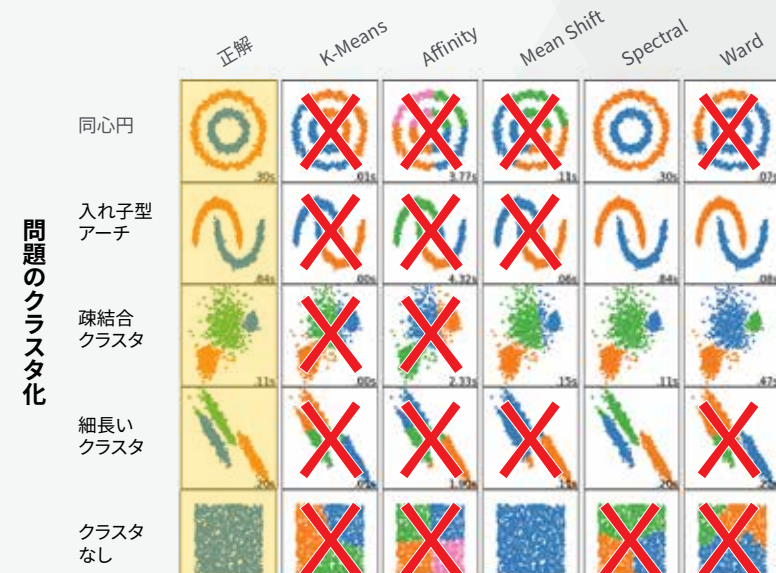 正解
K-Means
Affinity
Mean Shift
Spectral
Ward
問題のクラスタ化
同心円
.30s
.01s
3.77s
.11s
.30s
.07s
入れ子型
アーチ
.84s
.00s
4.32s
.06s
.84s
.08s
疎結合
クラスタ
.11s
.00s
2.33s
.15s
.11s
.47s
細長い
クラスタ
.20s
.11s
.20s
クラスタ
なし